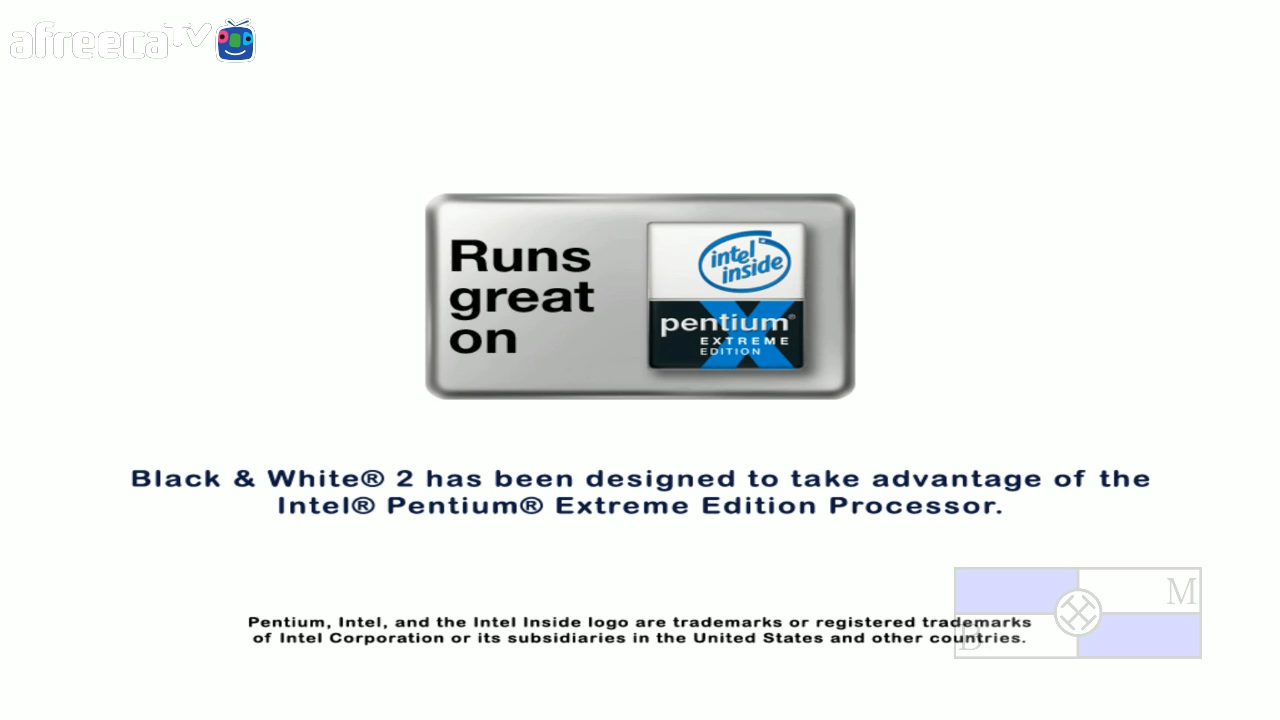 afreecaTV
Runs
great
on
intel
inside
pentium®
EXTREME
EDITION
Black & White® 2 has been designed to take advantage of the
Intel® Pentium® Extreme Edition Processor.
M
Pentium, Intel, and the Intel Inside logo are trademarks or registered trademarks
of Intel Corporation or its subsidiaries in the United States and other countries.
B